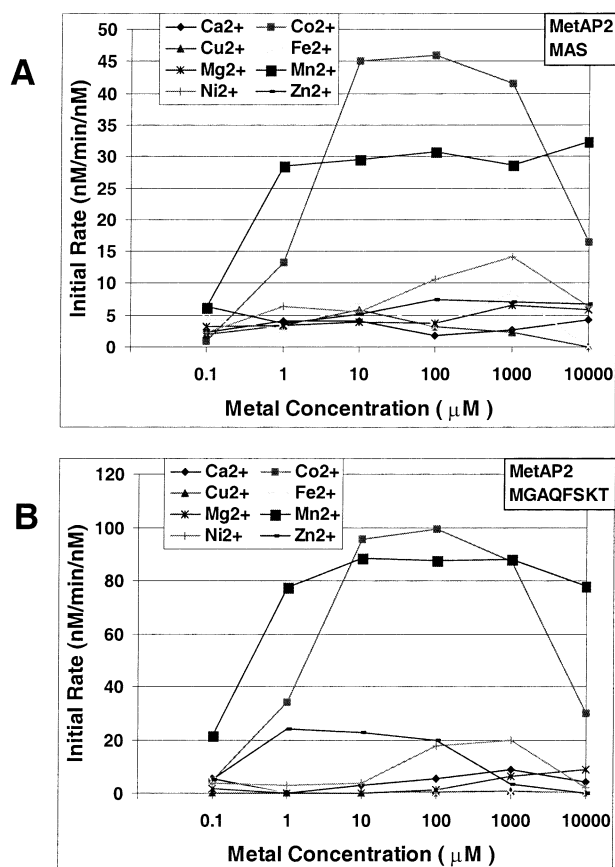 A
Ca2+ Co2+
Cu2+ Fe2+
Mg2+ Mn2+
Ni2+ Zn2+
MetAP2
MAS
Initial Rate (nM/min/nM)
50
45
40
35
30
25
20
15
10
5
0
0.1 1 10 100 1000 10000
Metal Concentration ( µM )
B
Ca2+ Co2+
Cu2+ Fe2+
Mg2+ Mn2+
Ni2+ Zn2+
MetAP2
MGAQFSKT
Initial Rate (nM/min/nM)
120
100
80
60
40
20
0
0.1 1 10 100 1000 10000
Metal Concentration ( µM )